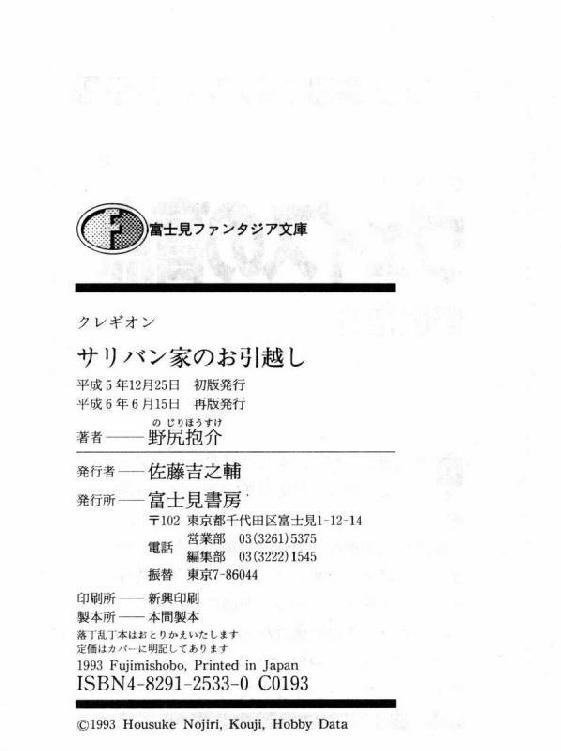 富士見ファンタジア文庫
クレギオン
サリバン家のお引越し
平成5年12月25日 初版発行
平成6年6月15日 再版発行
のじりほうすけ
著者――野尻抱介
発行者――佐藤吉之輔
発行所――富士見書房
〒102 東京都千代田区富士見1-12-14
電話 営業部 03(3261)5375
編集部 03(3222)1545
振替 東京7-86044
印刷所――新興印刷
製本所――本間製本
落丁乱丁本はおとりかえいたします
定価はカバーに明記してあります
1993 Fujimishobo, Printed in Japan
ISBN4-8291-2533-0 C0193
©1993 Housuke Nojiri, Kouji, Hobby Data